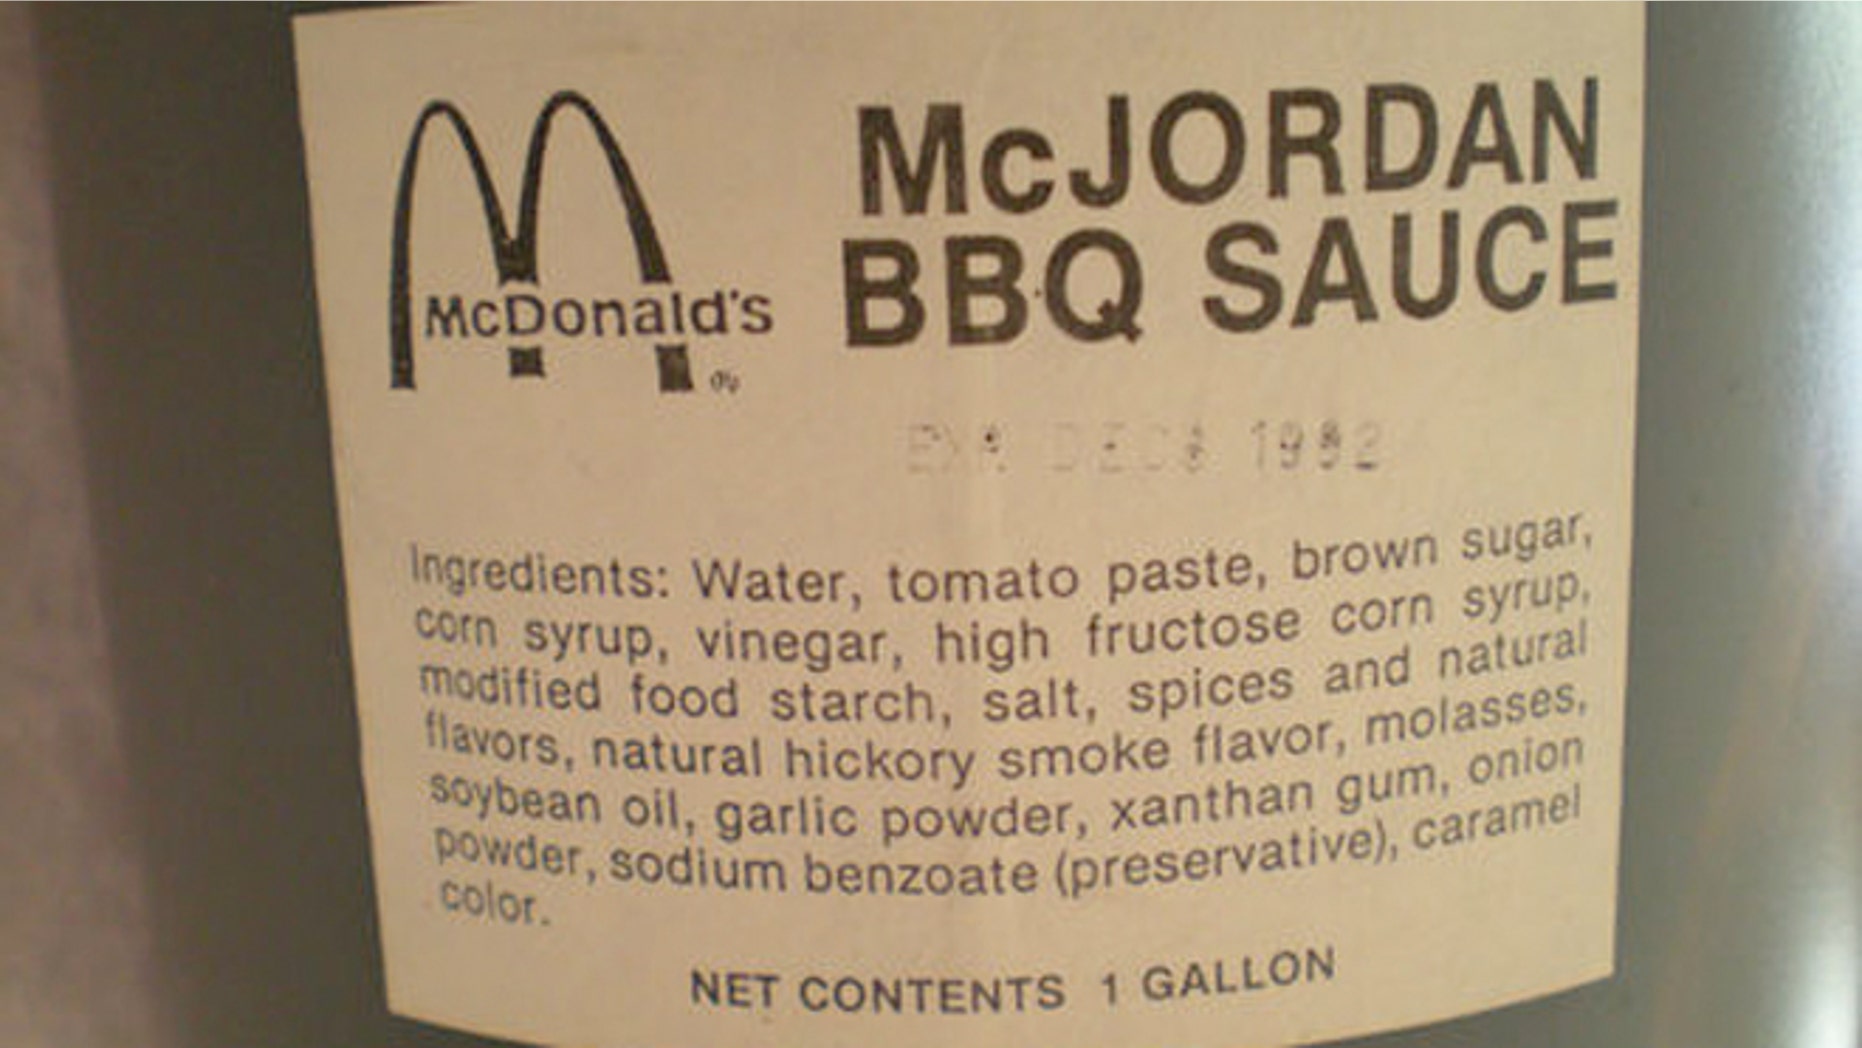 McDonald's
McJORDAN
BBQ SAUCE
1992
Ingredients: Water, tomato paste, brown sugar,
corn syrup, vinegar, high fructose corn syrup,
modified food starch, salt, spices and natural
flavors, natural hickory smoke flavor, molasses,
soybean oil, garlic powder, xanthan gum, onion
powder, sodium benzoate (preservative), caramel
color.
NET CONTENTS 1 GALLON